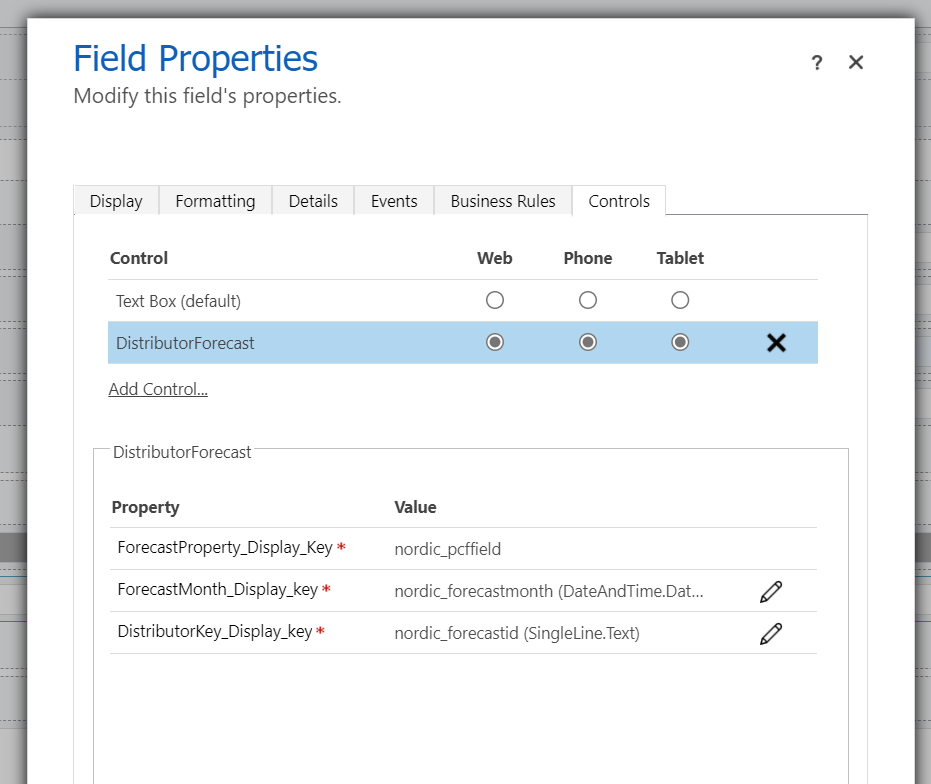 Field Properties
?
Modify this field's properties.
Display Formatting Details Events Business Rules Controls
Control Web Phone Tablet
Text Box (default)
DistributorForecast
Add Control...
DistributorForecast
Property Value
ForecastProperty_Display_Key * nordic_pcffield
ForecastMonth_Display_key * nordic_forecastmonth (DateAndTime.Dat...
DistributorKey_Display_key * nordic_forecastid (SingleLine.Text)